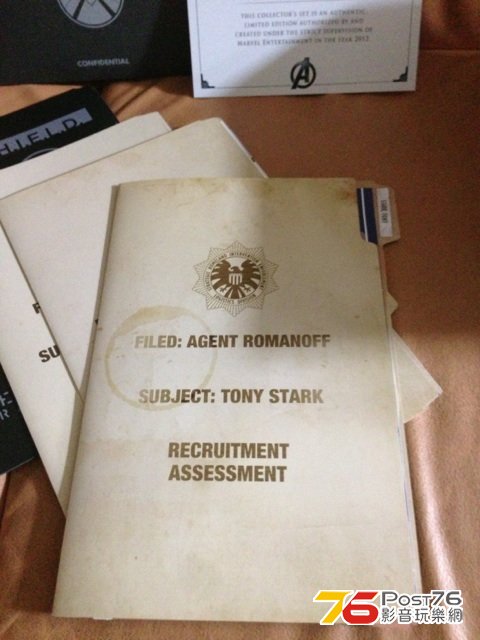 THIS COLLECTOR'S SET IS AN AUTHENTIC
LIMITED EDITION AUTHORIZED BY AND
CREATED UNDER THE STRICT SUPERVISION OF
MARVEL ENTERTAINMENT IN THE YEAR 2012
CONFIDENTIAL
H.I.E.L.D.
SU
FILED: AGENT ROMANOFF
SUBJECT: TONY STARK
RECRUITMENT
ASSESSMENT
76 Post76
影音玩樂網